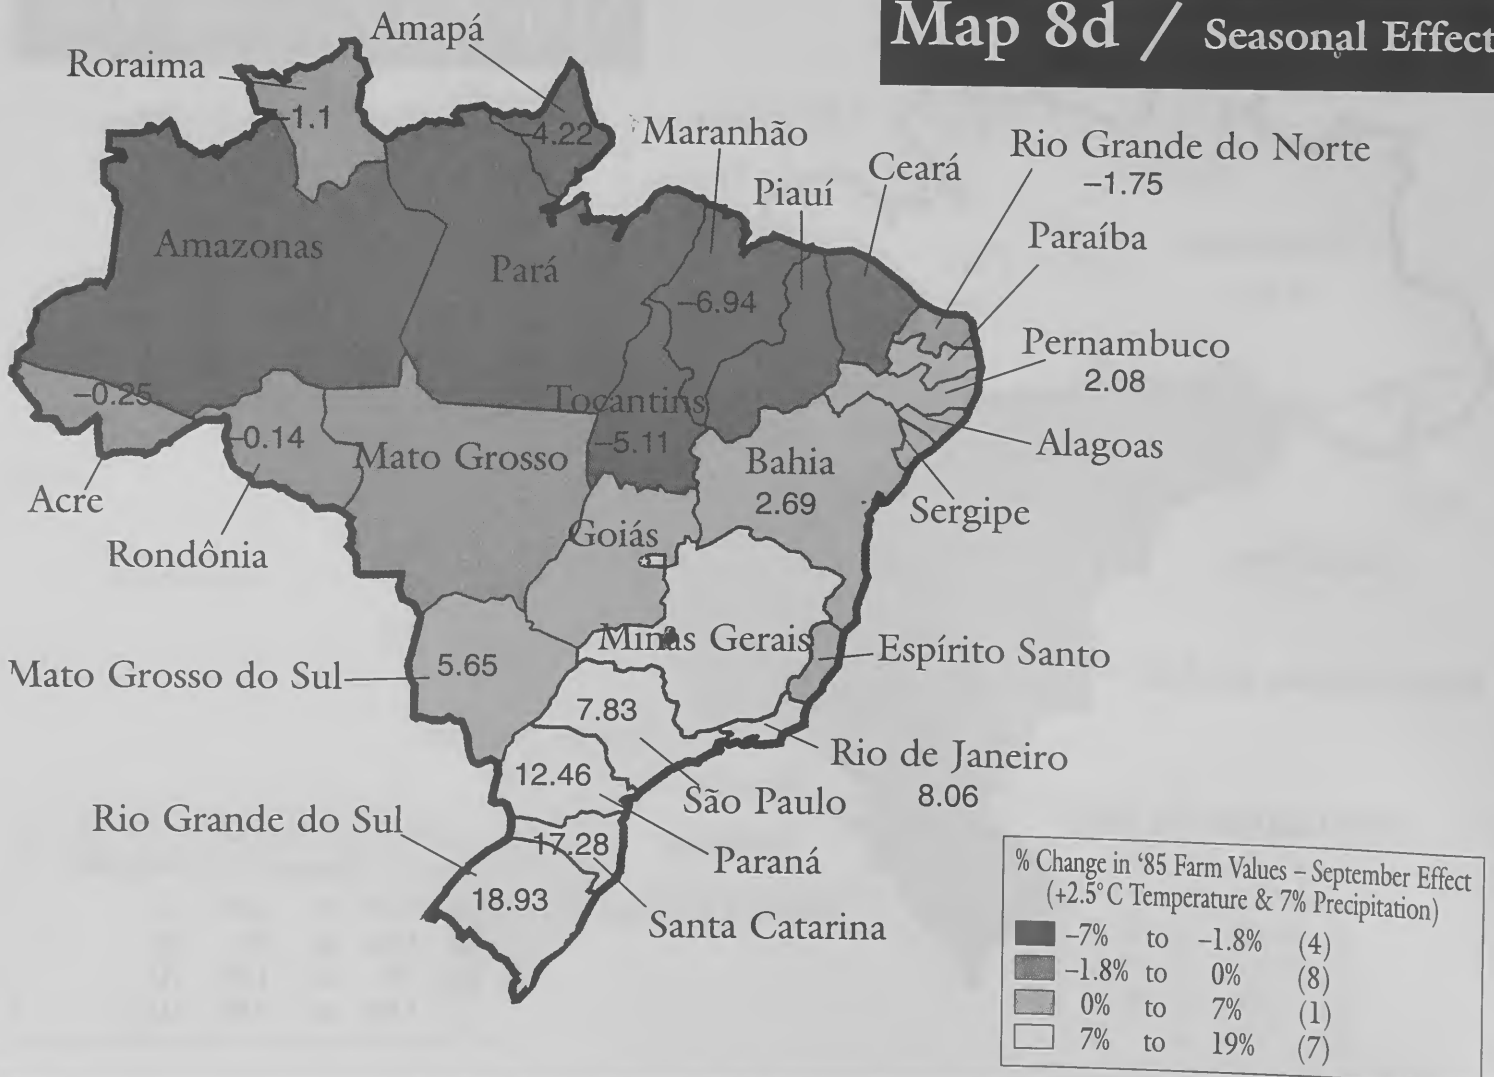 Map 8d / Seasonal Effect
Amapá
Roraima
-1.1
-4.22
Maranhão
Rio Grande do Norte
-1.75
Ceará
Piauí
Paraíba
Amazonas
Pará
-6.94
Pernambuco
2.08
-0.25
Tocantins
-5.11
-0.14
Mato Grosso
Bahia
2.69
Alagoas
Acre
Sergipe
Rondônia
Goiás
Minas Gerais
Espírito Santo
Mato Grosso do Sul
5.65
7.83
Rio de Janeiro
8.06
12.46
São Paulo
Rio Grande do Sul
17.28
Paraná
18.93
Santa Catarina
% Change in '85 Farm Values – September Effect
(+2.5°C Temperature & 7% Precipitation)
-7% to -1.8% (4)
-1.8% to 0% (8)
0% to 7% (1)
7% to 19% (7)